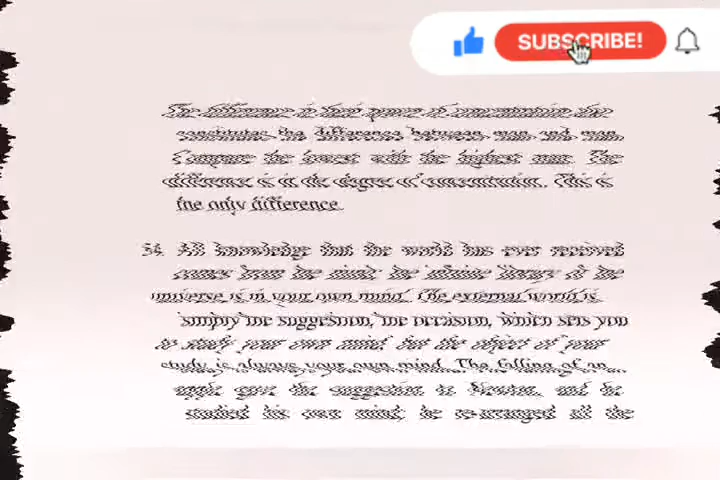 SUBSCRIBE!
The difference in their power of concentration also
constitutes the difference between man and man.
Compare the lowest with the highest man. The
difference is in the degree of concentration. This is
the only difference.
54. All knowledge that the world has ever received
comes from the mind; the infinite library of the
universe is in your own mind. The external world is
simply the suggestion, the occasion, which sets you
to study your own mind, but the object of your
study is always your own mind. The falling of an
apple gave the suggestion to Newton, and he
studied his own mind; he re-arranged all the